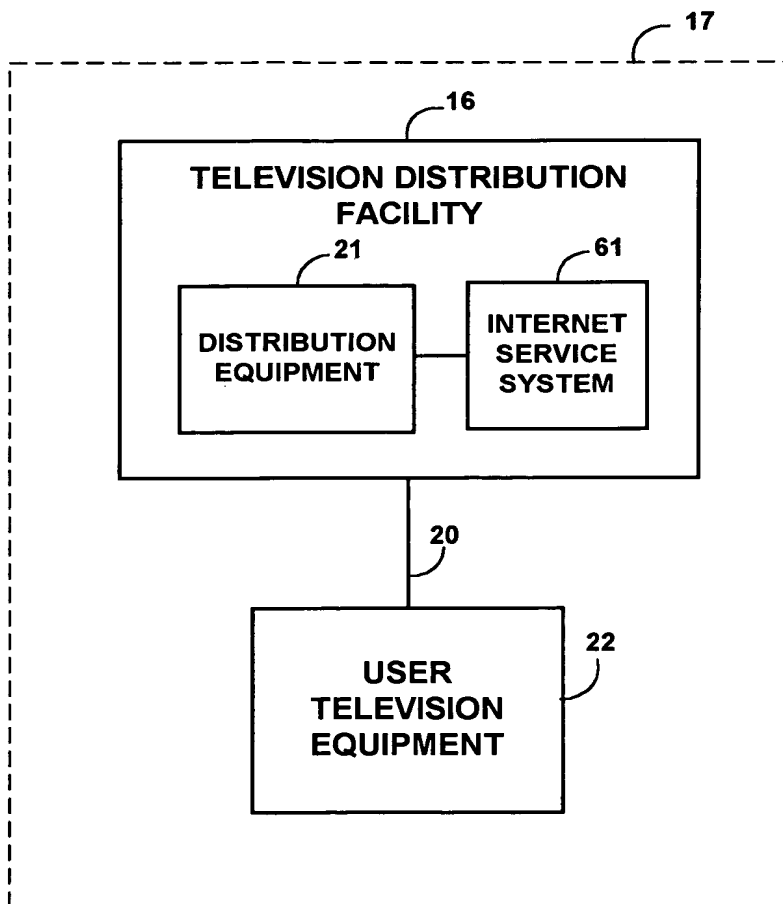 17
16
TELEVISION DISTRIBUTION
FACILITY
21
61
DISTRIBUTION
EQUIPMENT
INTERNET
SERVICE
SYSTEM
20
22
USER
TELEVISION
EQUIPMENT